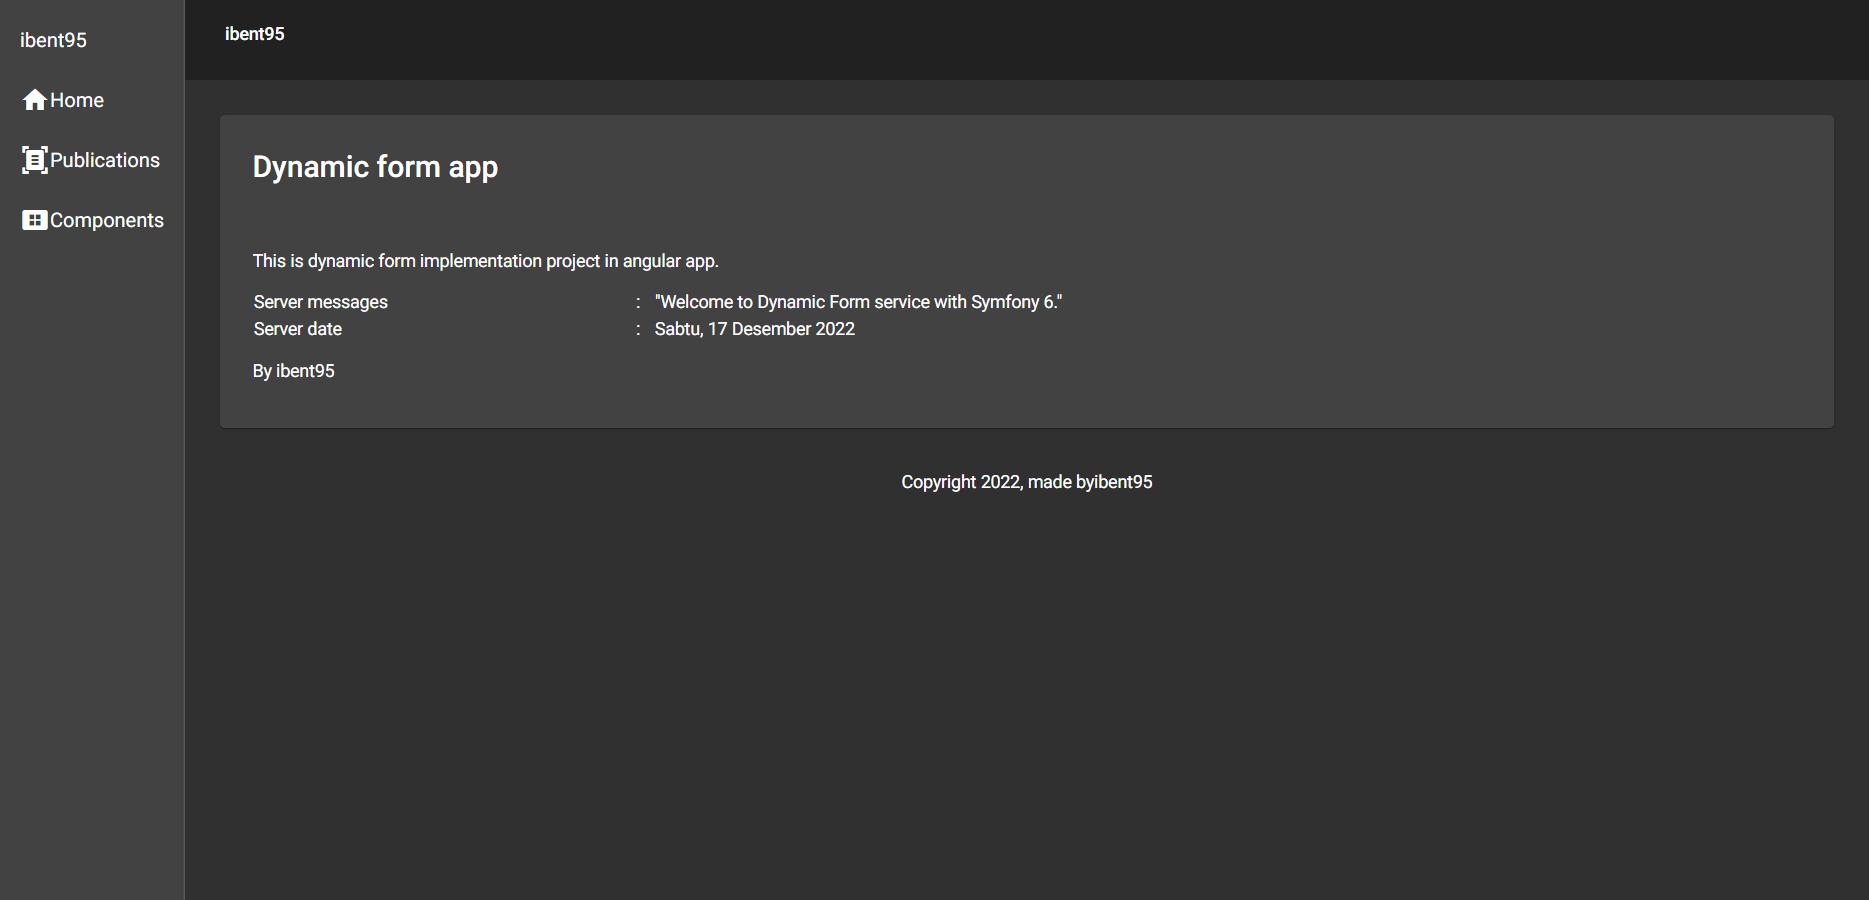 ibent95
Home
Publications
Components
ibent95
Dynamic form app
This is dynamic form implementation project in angular app.
Server messages : "Welcome to Dynamic Form service with Symfony 6."
Server date : Sabtu, 17 Desember 2022
By ibent95
Copyright 2022, made byibent95